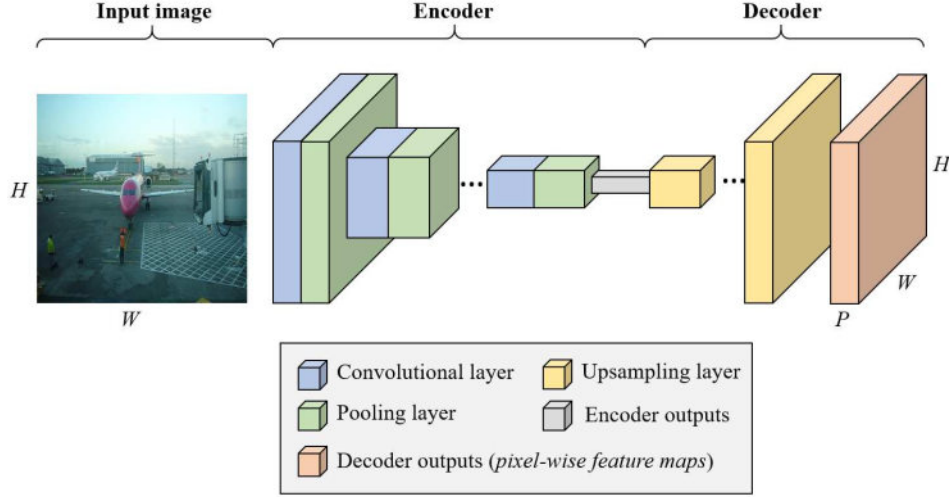 Input image Encoder Decoder
H
W
...
...
H
W
P
Convolutional layer
Upsampling layer
Pooling layer
Encoder outputs
Decoder outputs (pixel-wise feature maps)